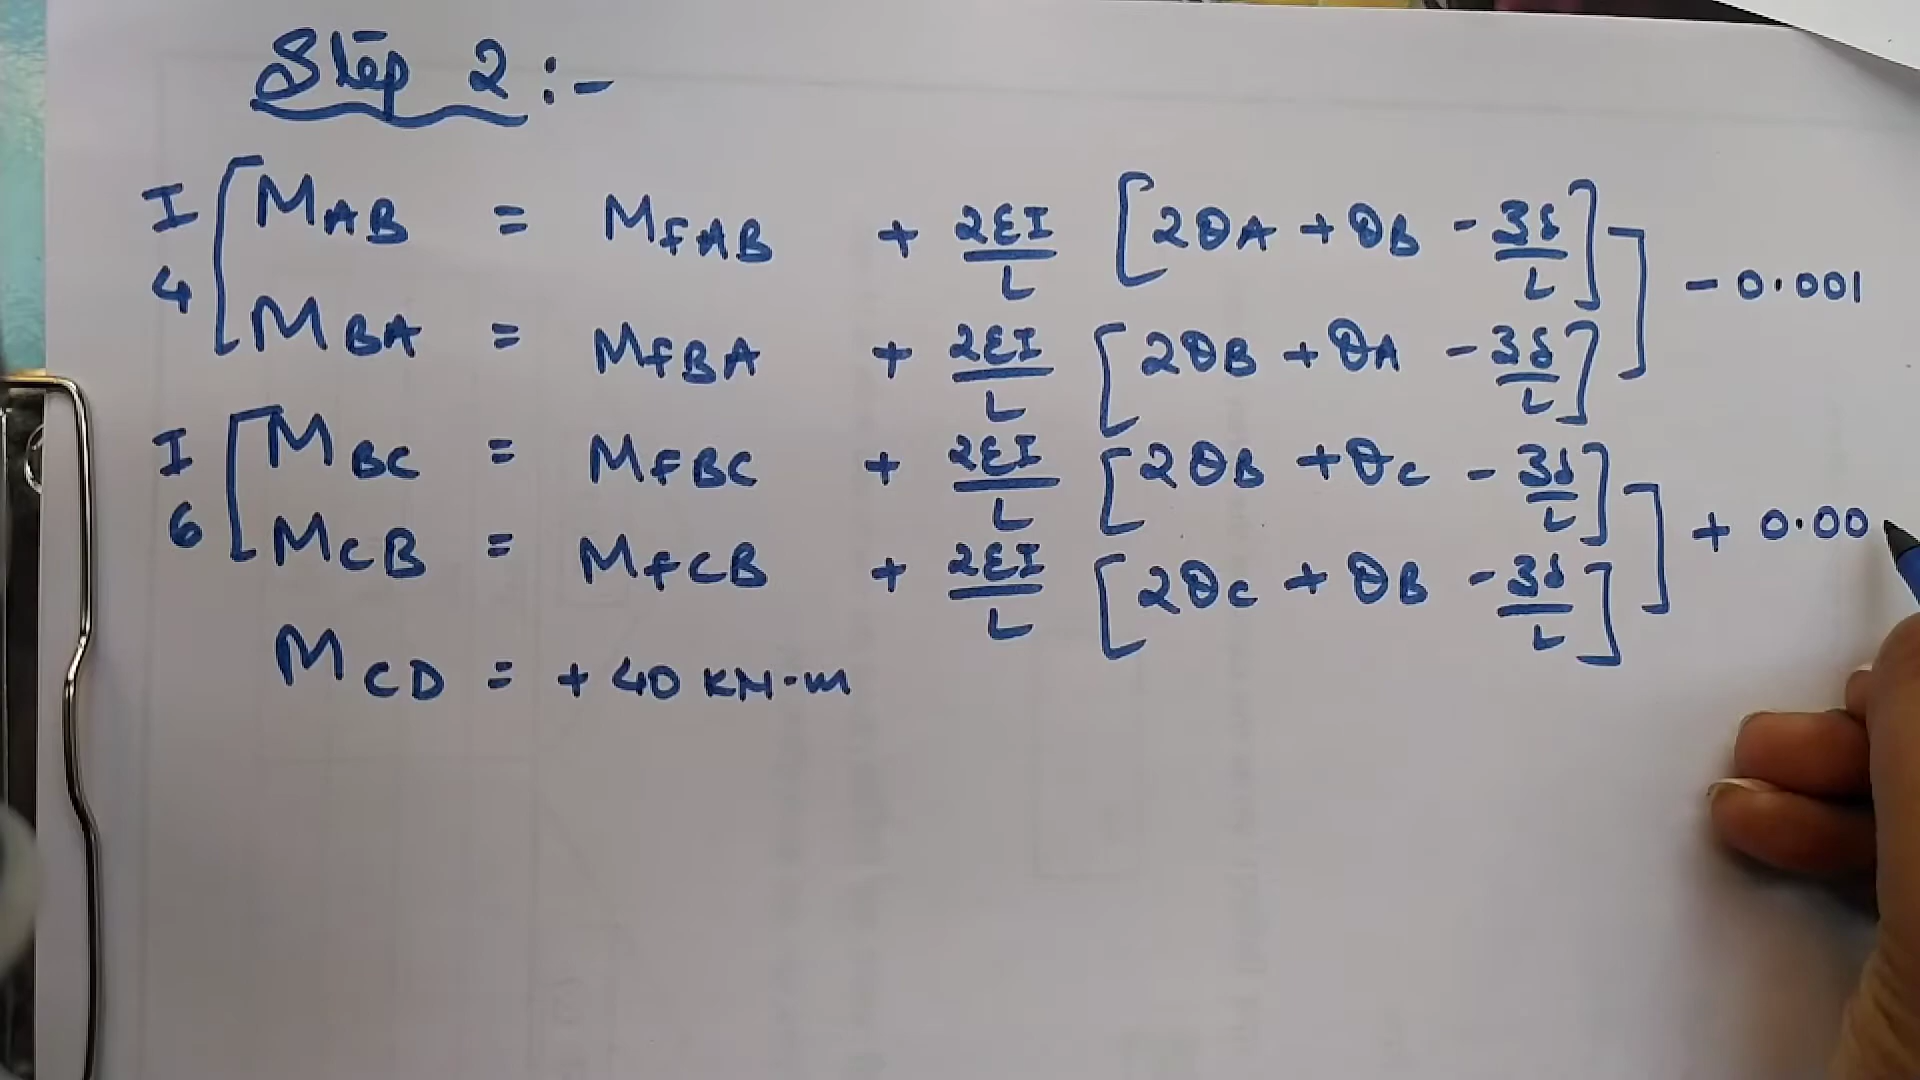 Step 2 :-
I 4 [ MAB = MFAB + 2EI/L [2θA + θB - 3δ/L] ] - 0.001
MBA = MFBA + 2EI/L [2θB + θA - 3δ/L]
I 6 [ MBC = MFBC + 2EI/L [2θB + θC - 3δ/L] ] + 0.00
MCB = MFCB + 2EI/L [2θC + θB - 3δ/L]
MCD = + 40 KN-m